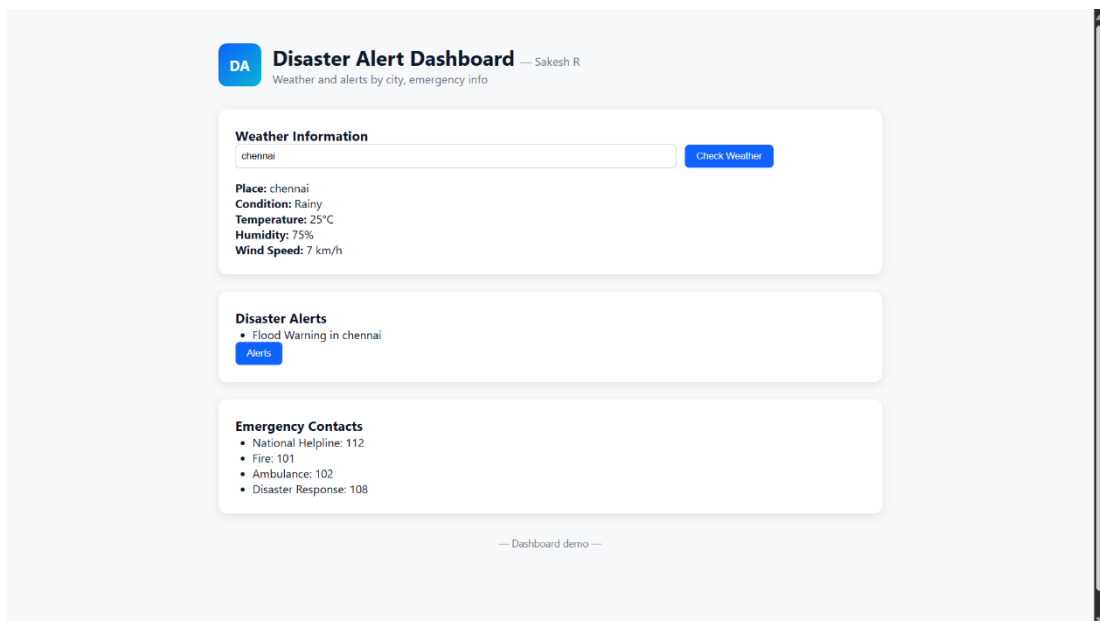 DA
Disaster Alert Dashboard — Sakesh R
Weather and alerts by city, emergency info
Weather Information
chennai
Check Weather
Place: chennai
Condition: Rainy
Temperature: 25°C
Humidity: 75%
Wind Speed: 7 km/h
Disaster Alerts
• Flood Warning in chennai
Alerts
Emergency Contacts
• National Helpline: 112
• Fire: 101
• Ambulance: 102
• Disaster Response: 108
— Dashboard demo —